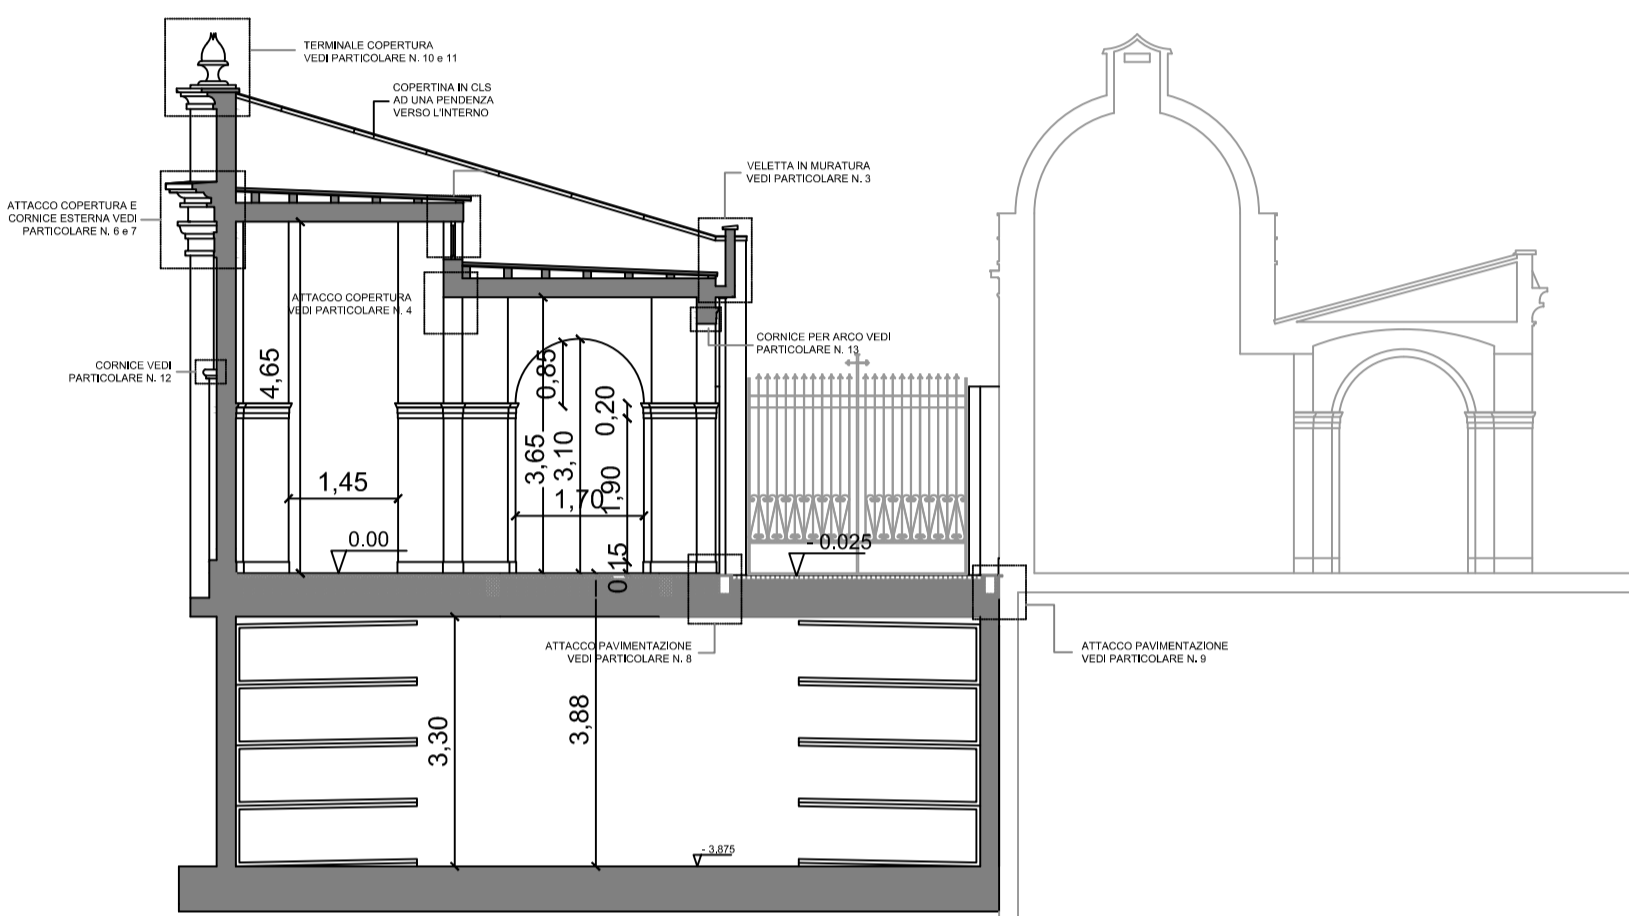 TERMINALE COPERTURA
VEDI PARTICOLARE N. 10 e 11
COPERTINA IN CLS
AD UNA PENDENZA
VERSO L'INTERNO
VELETTA IN MURATURA
VEDI PARTICOLARE N. 3
ATTACCO COPERTURA E
CORNICE ESTERNA VEDI
PARTICOLARE N. 6 e 7
ATTACCO COPERTURA
VEDI PARTICOLARE N. 4
CORNICE PER ARCO VEDI
PARTICOLARE N. 13
CORNICE VEDI
PARTICOLARE N. 12
4,65
0,85
0,20
3,65
3,10
1,90
1,45
1,70
0.00
- 0.025
0,15
ATTACCO PAVIMENTAZIONE
VEDI PARTICOLARE N. 8
ATTACCO PAVIMENTAZIONE
VEDI PARTICOLARE N. 9
3,30
3,88
- 3,875